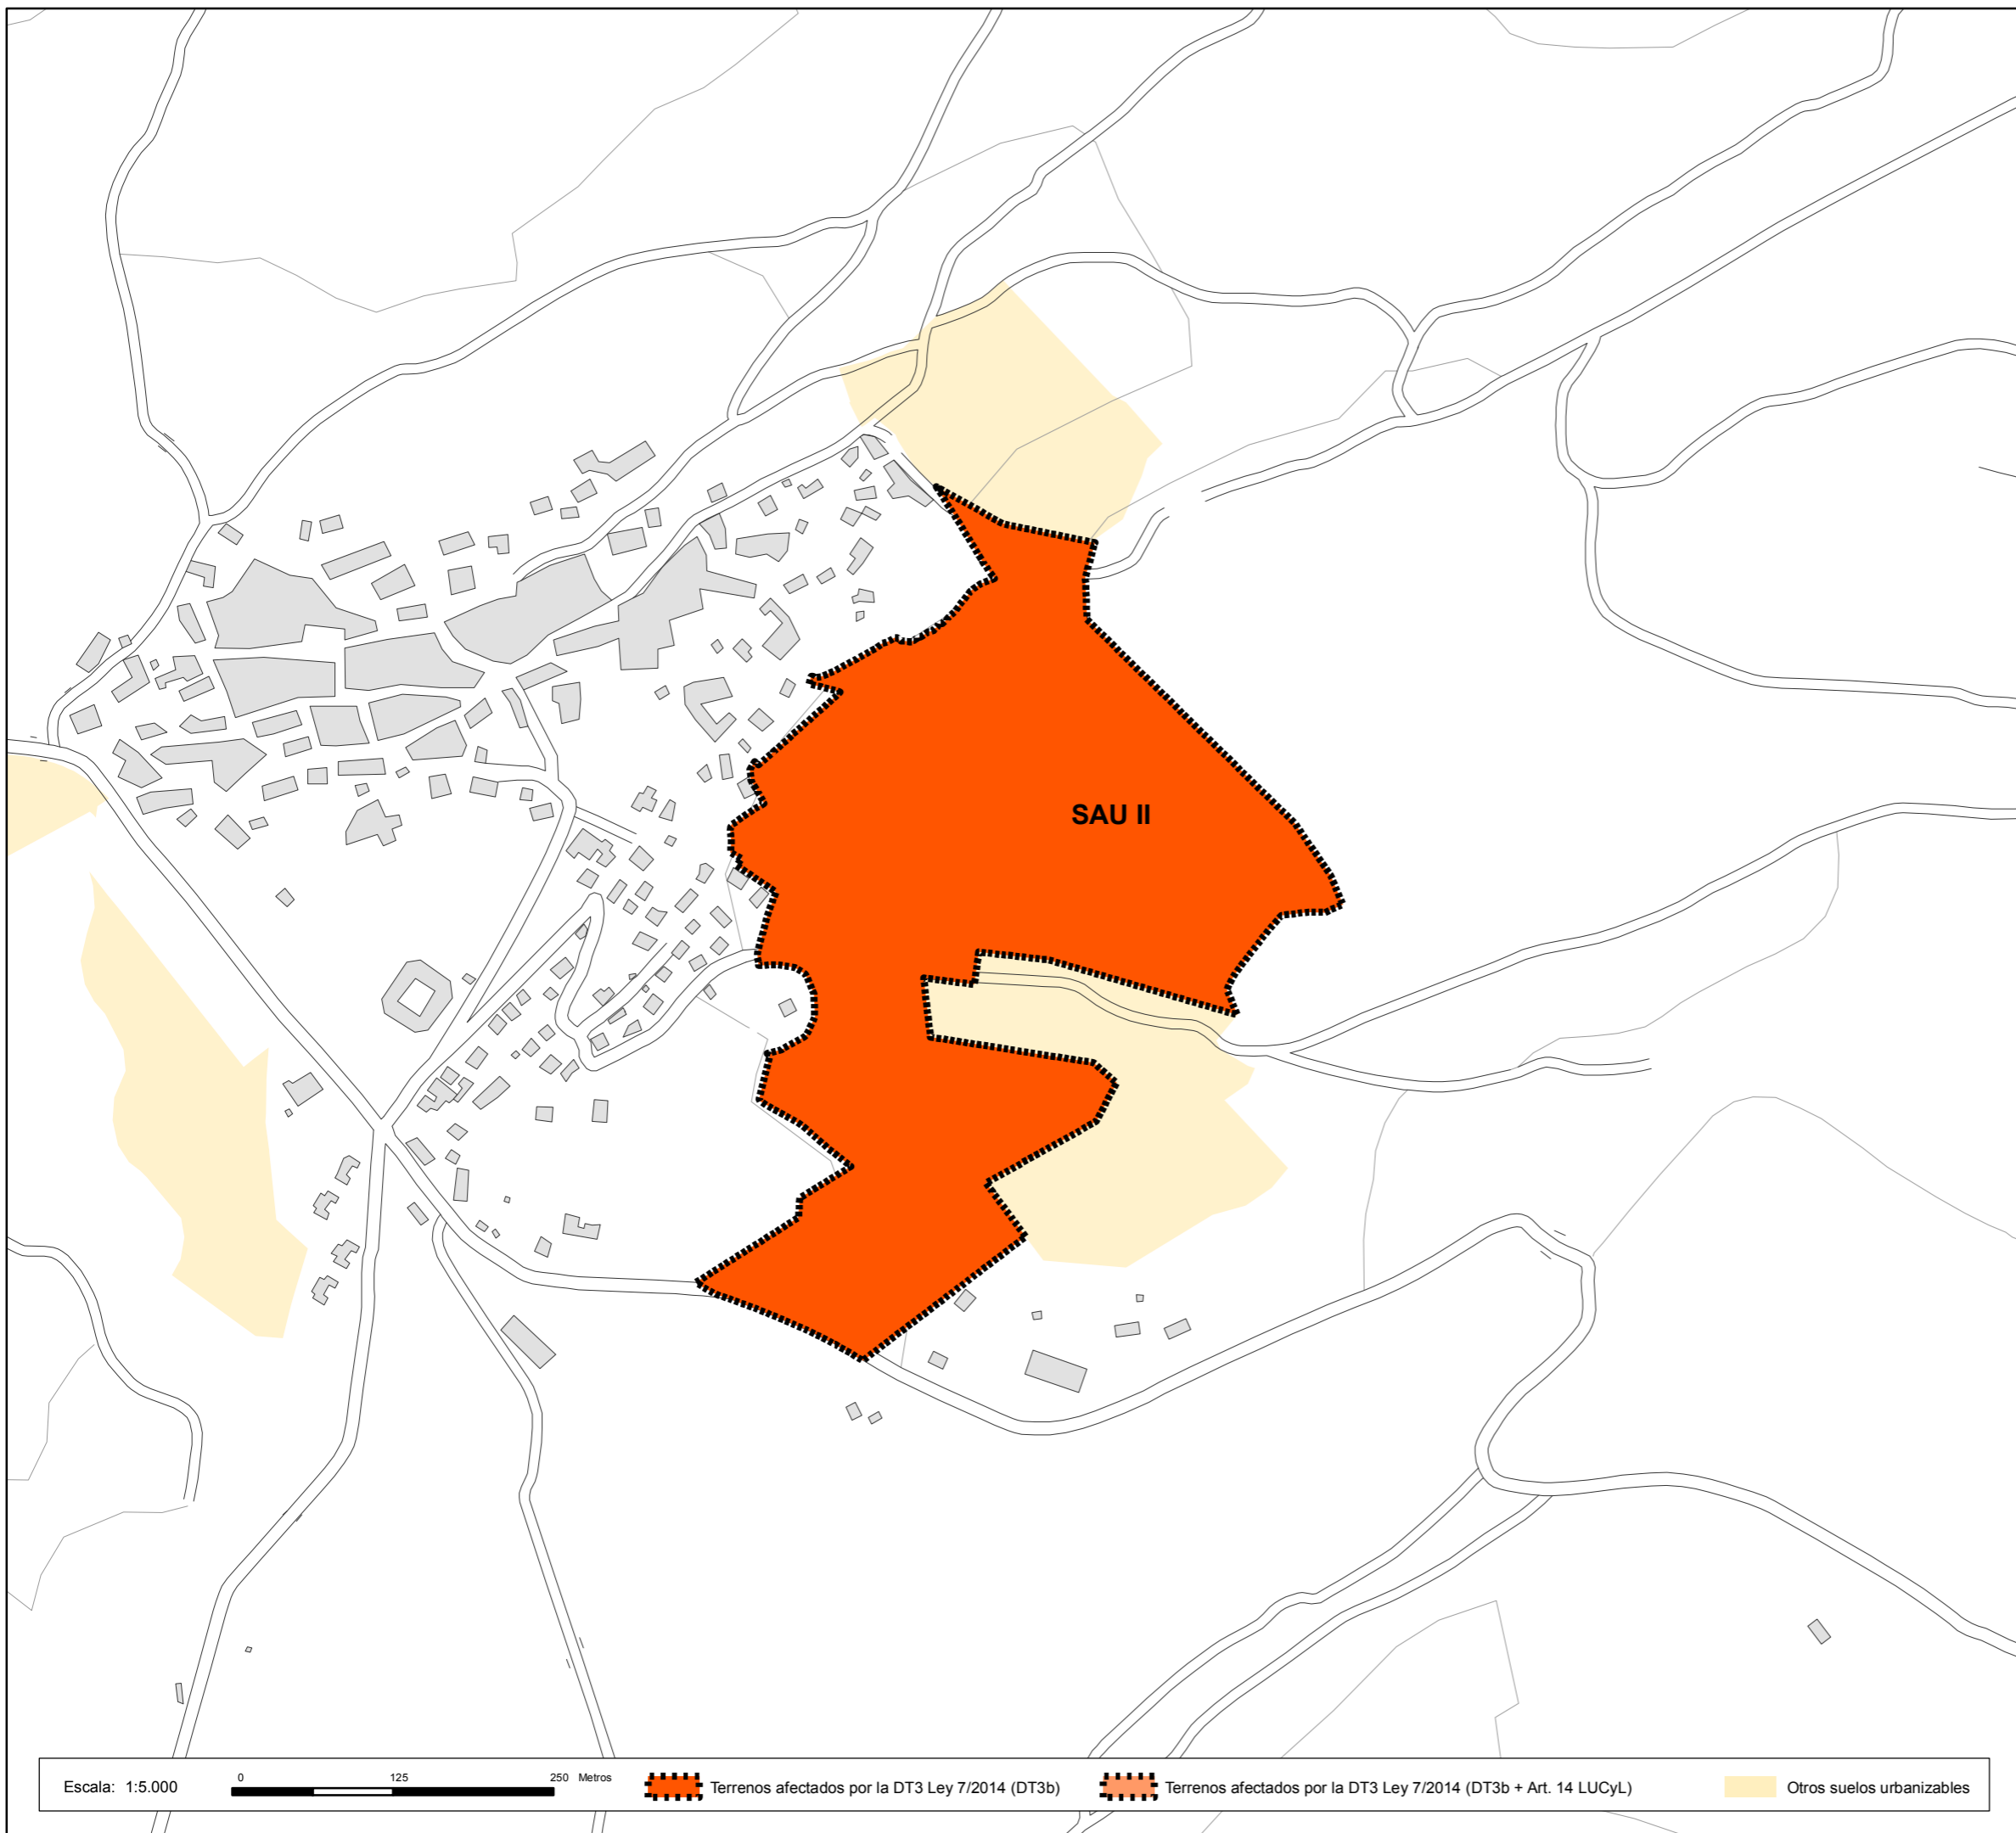 SAU II
Escala: 1:5.000
0 125 250 Metros
Terrenos afectados por la DT3 Ley 7/2014 (DT3b)
Terrenos afectados por la DT3 Ley 7/2014 (DT3b + Art. 14 LUCyL)
Otros suelos urbanizables